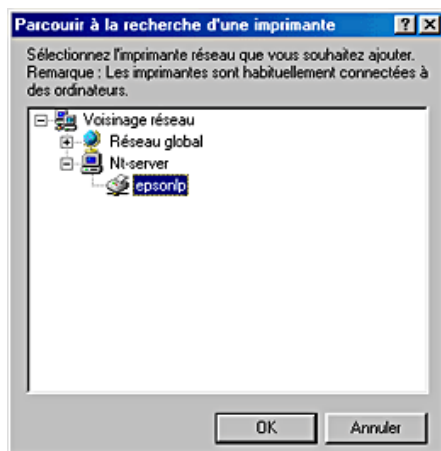 Parcourir à la recherche d'une imprimante
Sélectionnez l'imprimante réseau que vous souhaitez ajouter.
Remarque : Les imprimantes sont habituellement connectées à
des ordinateurs.
Voisinage réseau
Réseau global
Nt-server
epsonlp
OK Annuler